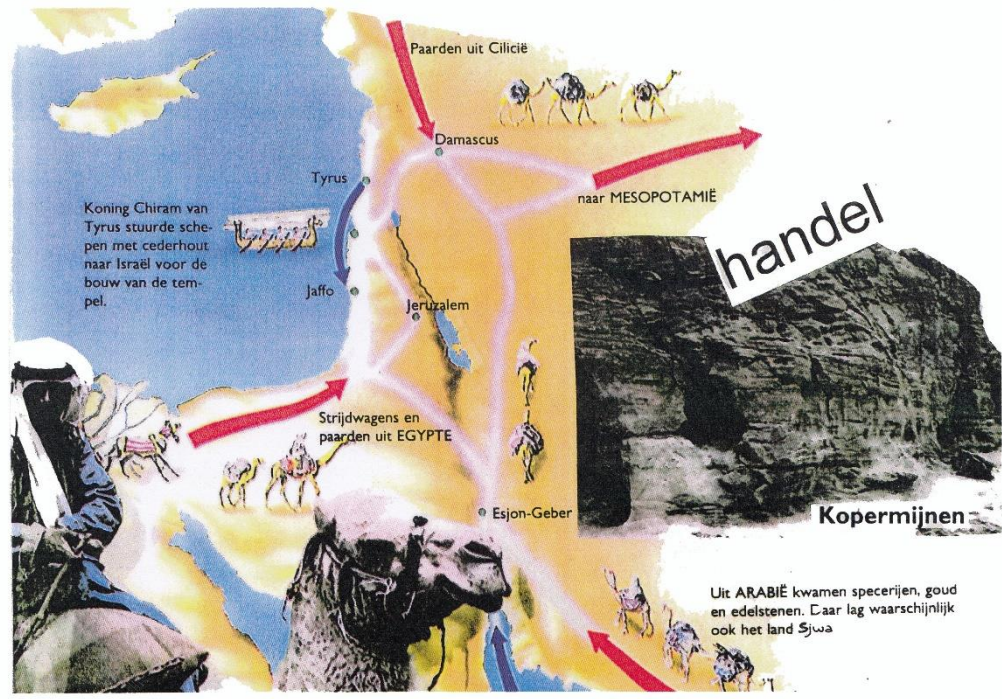 Paarden uit Cilicië
Damascus
Tyrus
naar MESOPOTAMIË
Koning Chiram van
Tyrus stuurde sche-
pen met cederhout
naar Israël voor de
bouw van de tem-
pel.
handel
Jaffo
Jeruzalem
Strijdwagens en
paarden uit EGYPTE
Esjon-Geber
Kopermijnen
Uit ARABIË kwamen specerijen, goud
en edelstenen. Daar lag waarschijnlijk
ook het land Sjwa